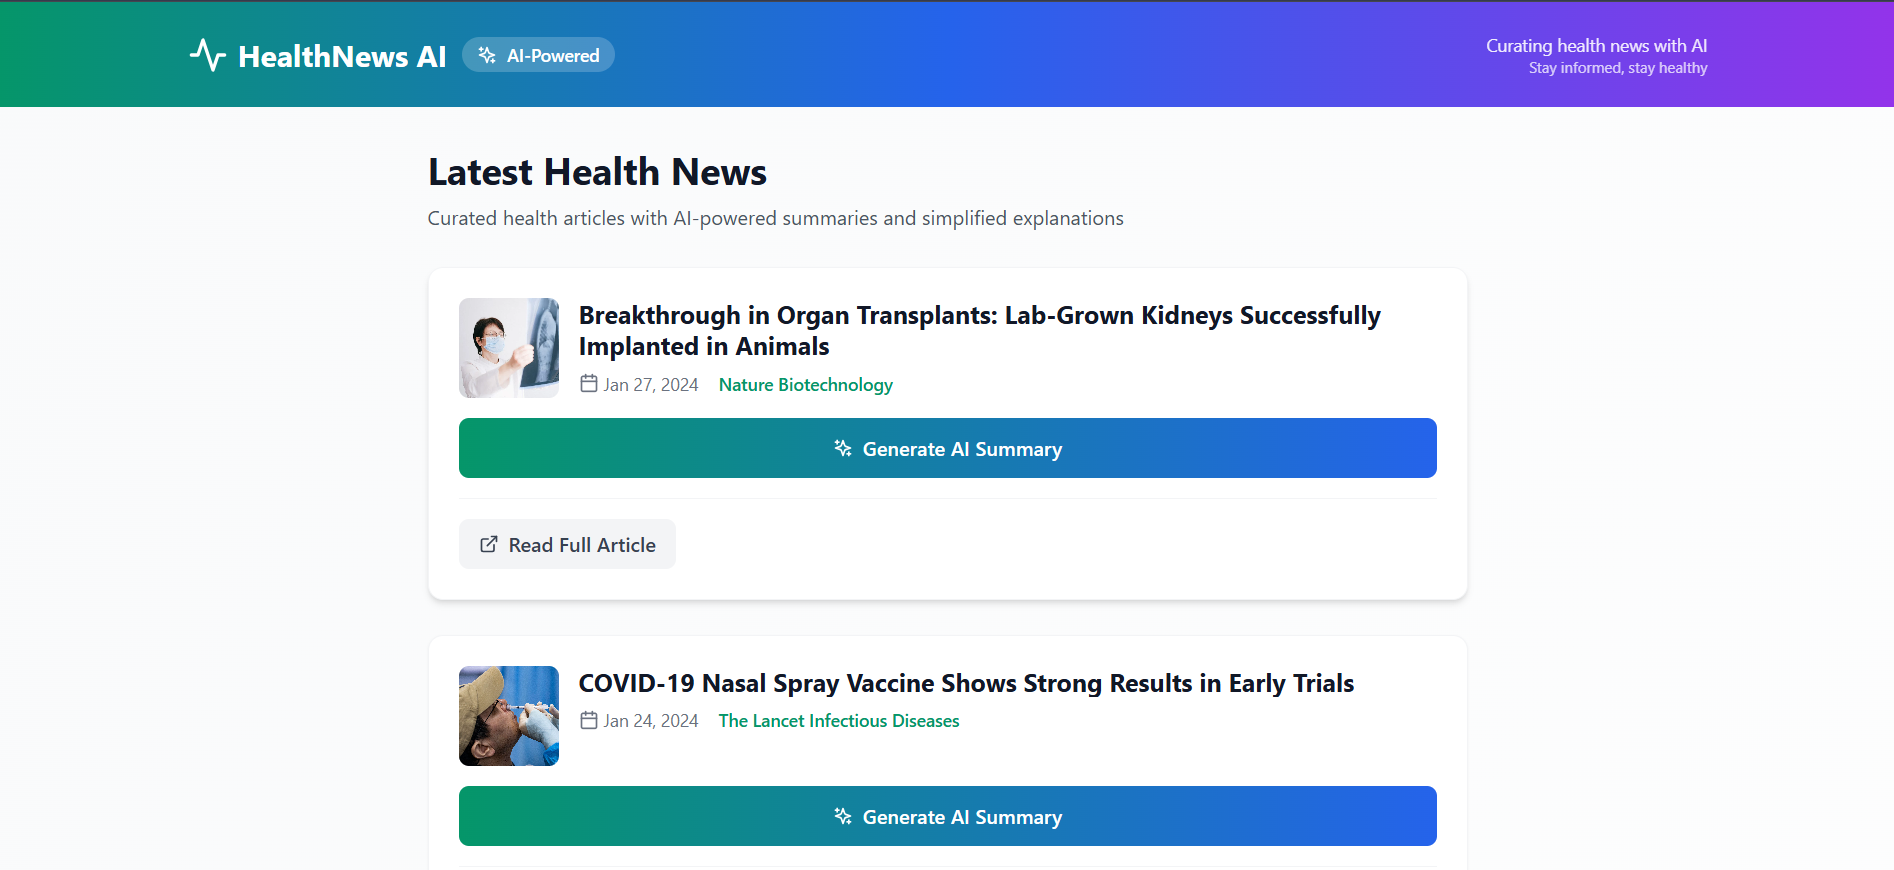 HealthNews AI
AI-Powered
Curating health news with AI
Stay informed, stay healthy
Latest Health News
Curated health articles with AI-powered summaries and simplified explanations
Breakthrough in Organ Transplants: Lab-Grown Kidneys Successfully
Implanted in Animals
Jan 27, 2024 Nature Biotechnology
Generate AI Summary
Read Full Article
COVID-19 Nasal Spray Vaccine Shows Strong Results in Early Trials
Jan 24, 2024 The Lancet Infectious Diseases
Generate AI Summary